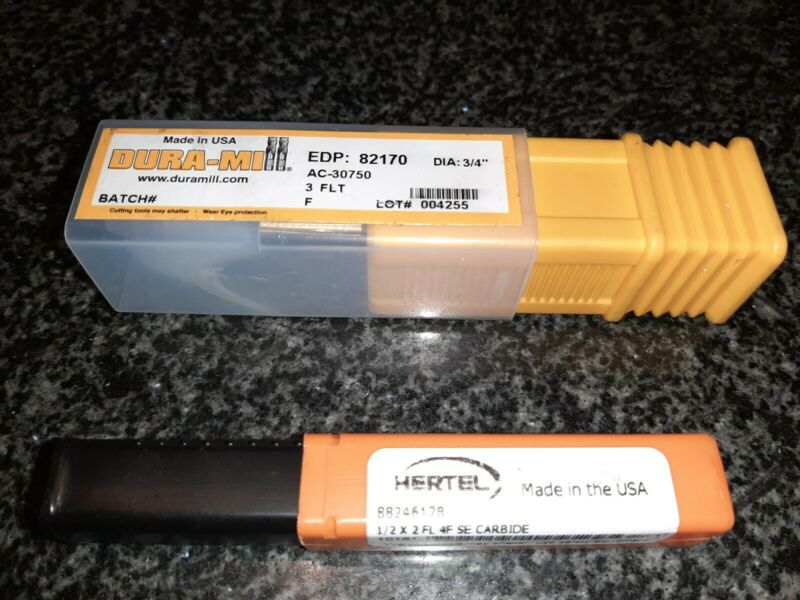 Made in USA
DURA-MILL®
www.duramill.com
BATCH#
Cutting tools may shatter · Wear Eye protection
EDP: 82170 DIA: 3/4"
AC-30750
3 FLT
F LOT# 004255
HERTEL
Made in the USA
88246178
1/2 X 2 FL 4F SE CARBIDE